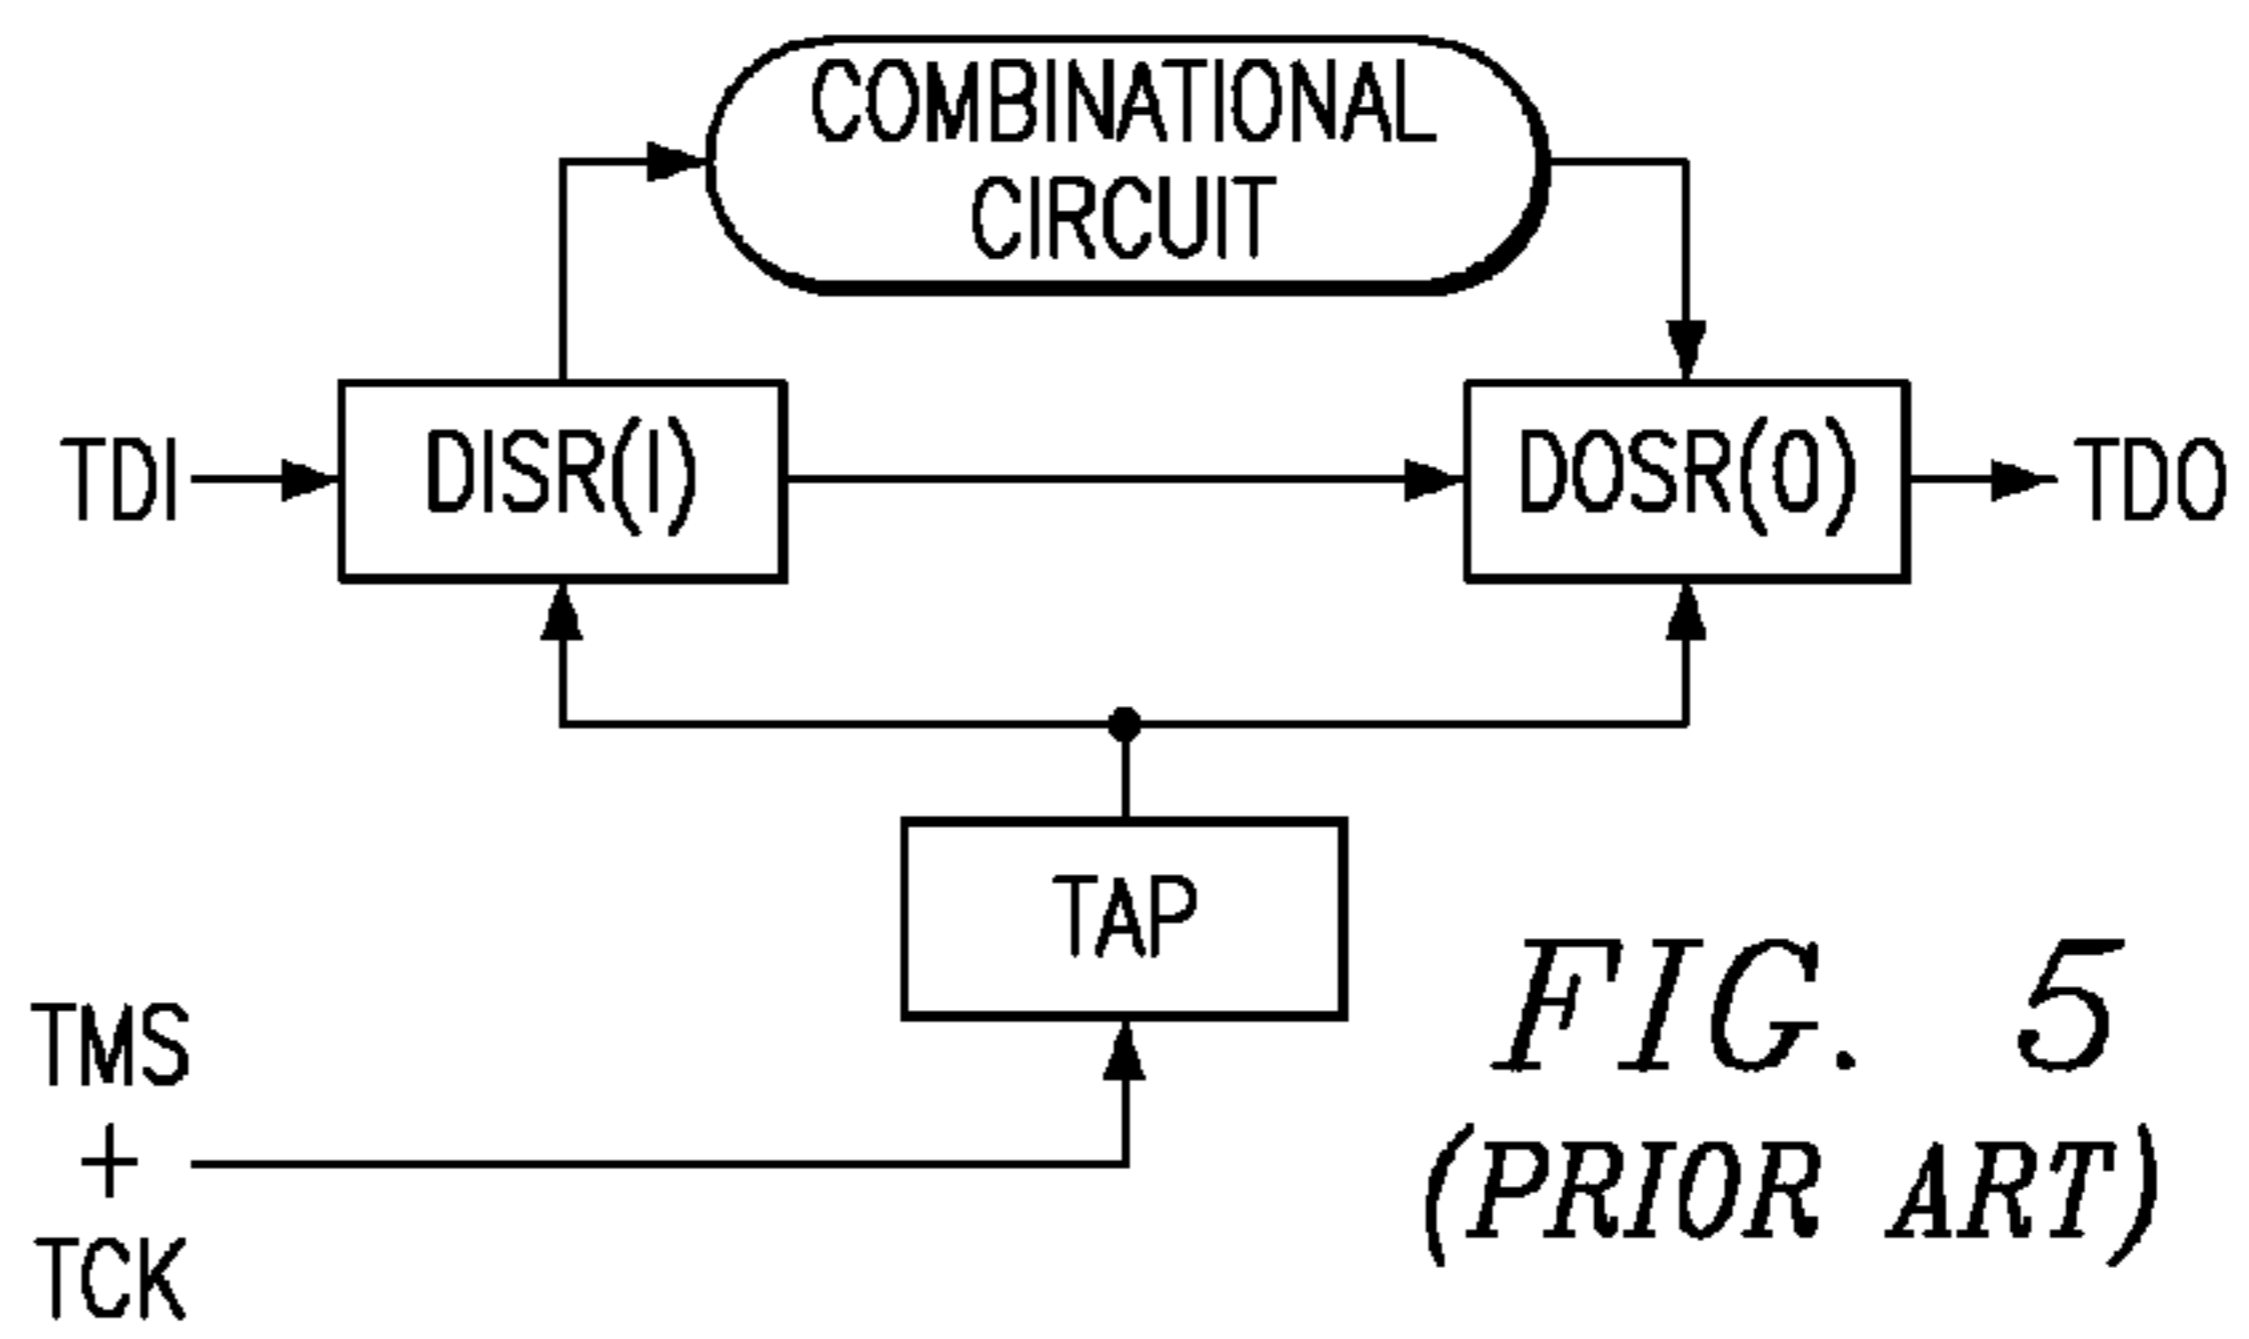 COMBINATIONAL
CIRCUIT
TDI
DISR(I)
DOSR(O)
TDO
TAP
TMS
+
TCK
FIG. 5
(PRIOR ART)